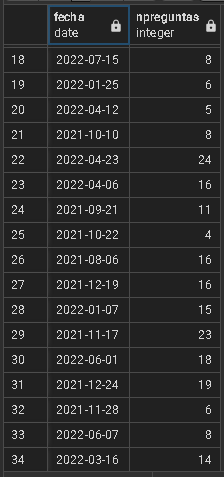 fecha npreguntas
date integer
18 2022-07-15 8
19 2022-01-25 6
20 2022-04-12 5
21 2021-10-10 8
22 2022-04-23 24
23 2022-04-06 16
24 2021-09-21 11
25 2021-10-22 4
26 2021-08-06 16
27 2021-12-19 16
28 2022-01-07 15
29 2021-11-17 23
30 2022-06-01 18
31 2021-12-24 19
32 2021-11-28 6
33 2022-06-07 8
34 2022-03-16 14